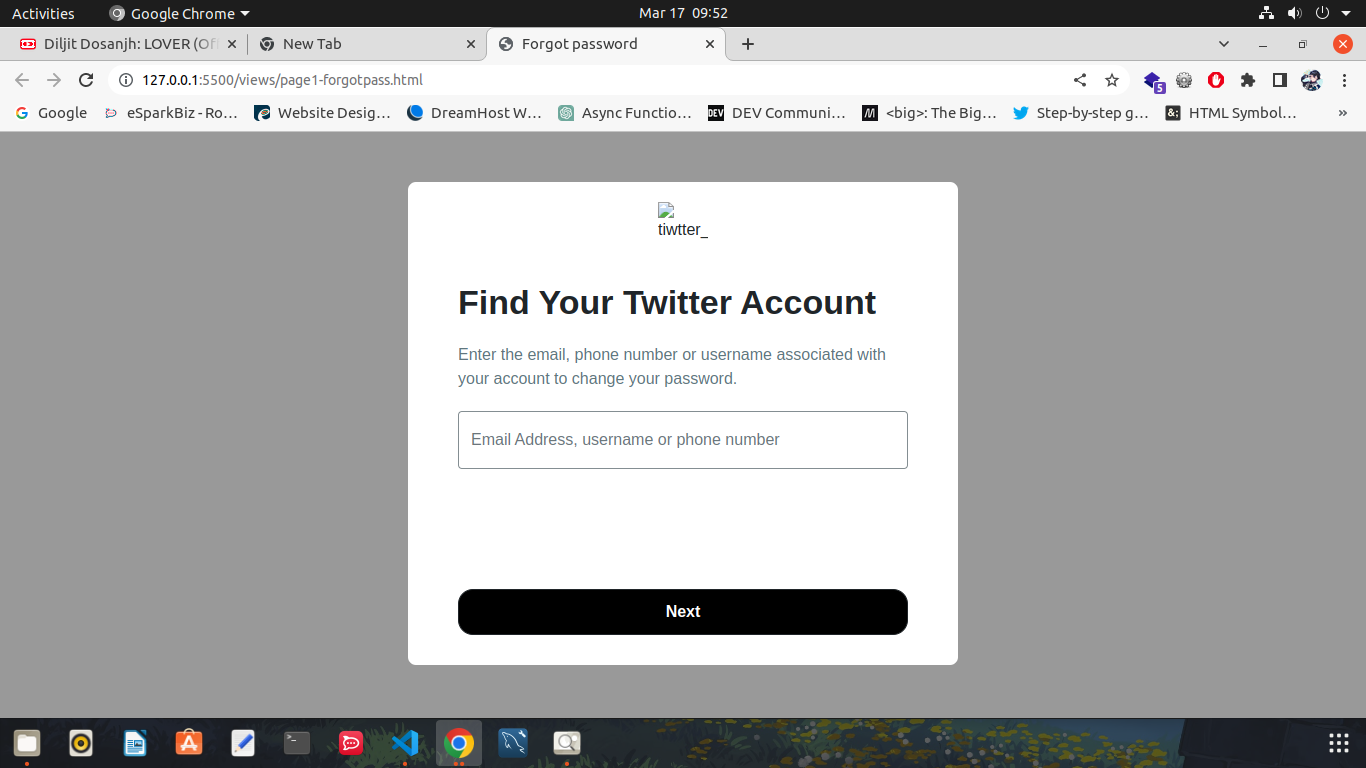 Activities
Google Chrome
Mar 17 09:52
Diljit Dosanjh: LOVER (Of
New Tab
Forgot password
127.0.0.1:5500/views/page1-forgotpass.html
5
Google
eSparkBiz - Ro…
Website Desig…
DreamHost W…
Async Functio…
DEV
DEV Communi…
<big>: The Big…
Step-by-step g…
&;
HTML Symbol…
»
tiwtter_
Find Your Twitter Account
Enter the email, phone number or username associated with
your account to change your password.
Email Address, username or phone number
Next